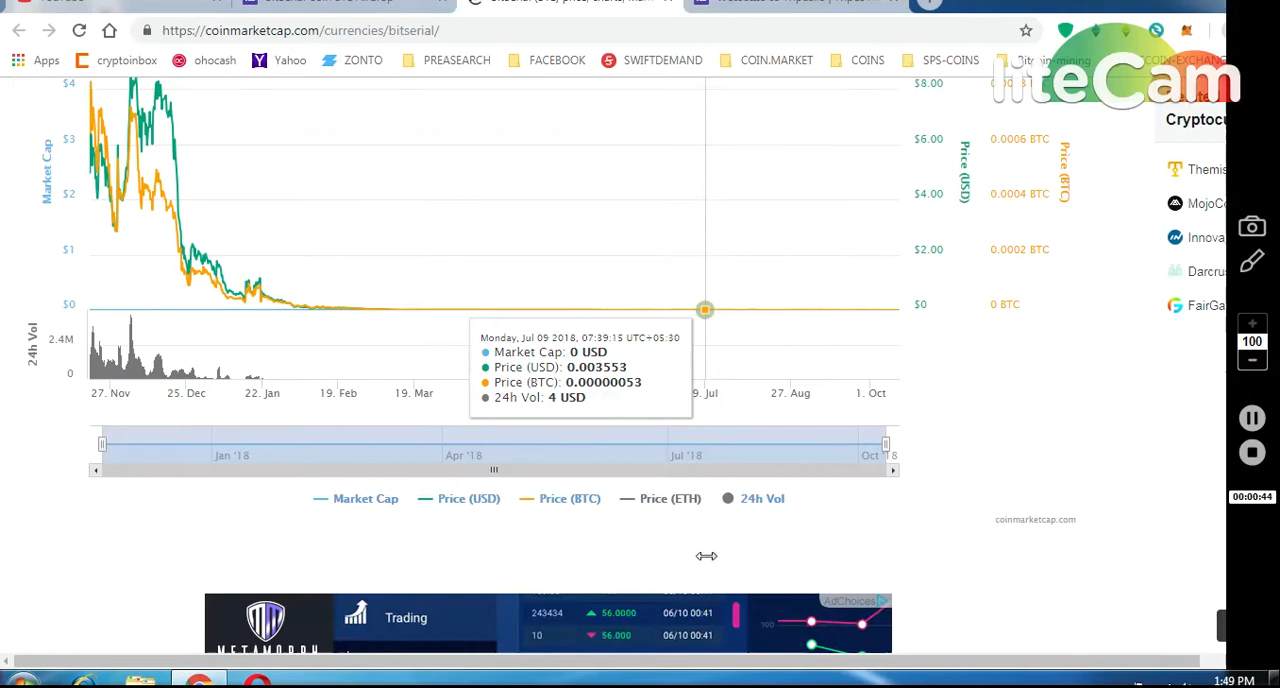 https://coinmarketcap.com/currencies/bitserial/
Apps cryptoinbox ohocash Yahoo ZONTO PREASEARCH FACEBOOK SWIFTDEMAND COIN.MARKET COINS SPS-COINS
liteCam
$4 $8.00
Cryptocu
$3 $6.00 0.0006 BTC
Market Cap Price (USD) Price (BTC)
Themis
$2 $4.00 0.0004 BTC
MojoCo
Innova
$1 $2.00 0.0002 BTC
Darcrus
$0 $0 0 BTC
FairGa
24h Vol
2.4M
0
Monday, Jul 09 2018, 07:39:15 UTC+05:30
Market Cap: 0 USD
Price (USD): 0.003553
Price (BTC): 0.00000053
24h Vol: 4 USD
100
27. Nov 25. Dec 22. Jan 19. Feb 19. Mar 9. Jul 27. Aug 1. Oct
Jan '18 Apr '18 Jul '18 Oct '18
Market Cap Price (USD) Price (BTC) Price (ETH) 24h Vol
00:00:44
coinmarketcap.com
AdChoices
METAMORPH
Trading
243434 56.0000 06/10 00:41
10 56.000 06/10 00:41
100
1:49 PM